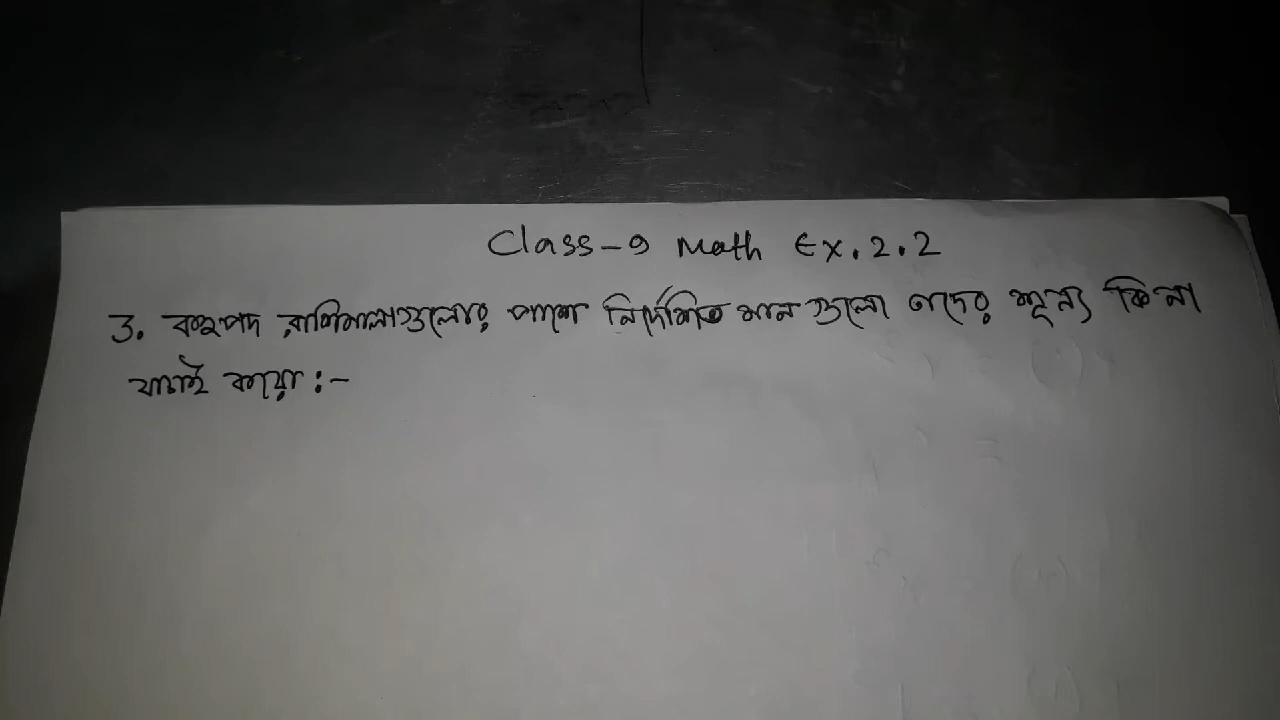 Class-9 Math Ex.2.2
3. বহুপদ রাশিমালাগুলোর পাশে নির্দেশিত মান গুলো তাদের শূন্য কি না
যাচাই করো :-